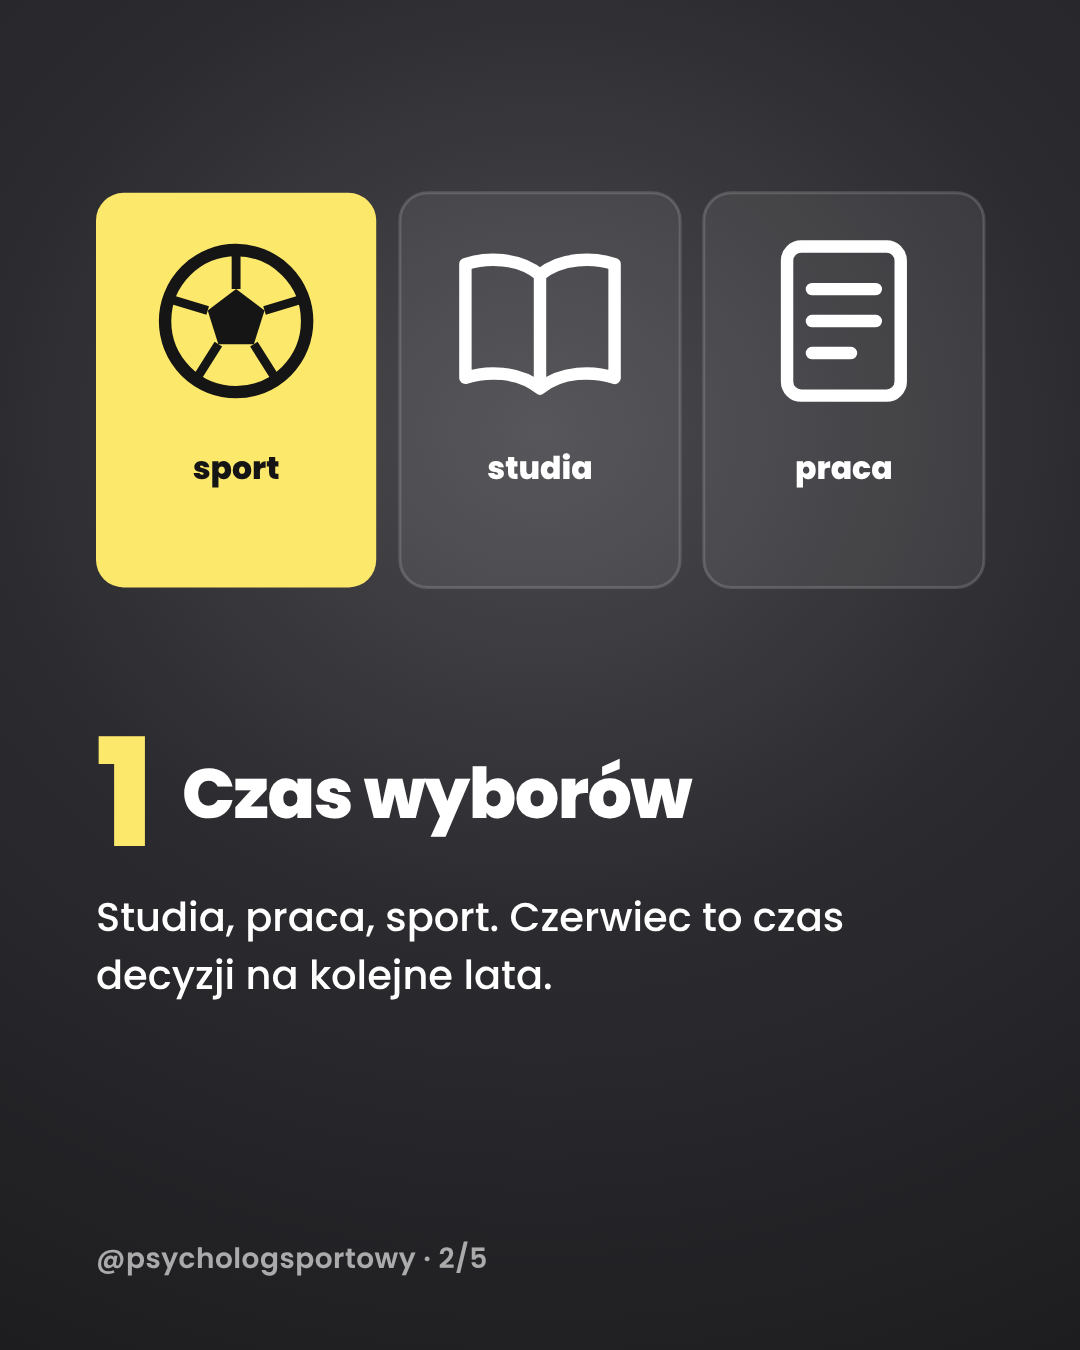 sport
studia
praca
1 Czas wyborów
Studia, praca, sport. Czerwiec to czas
decyzji na kolejne lata.
@psychologsportowy · 2/5